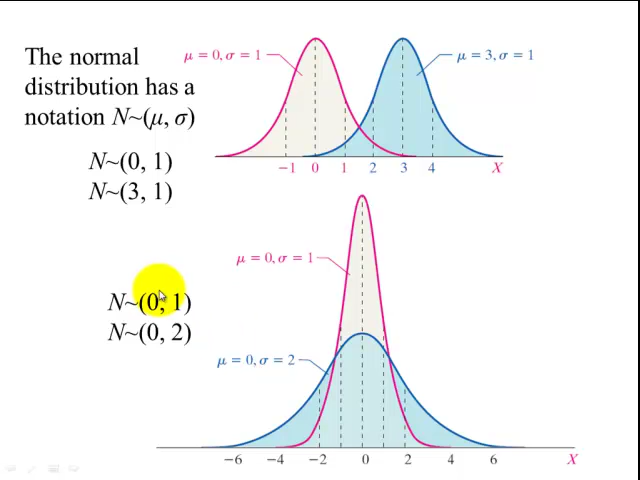 The normal
distribution has a
notation N~(μ, σ)
N~(0, 1)
N~(3, 1)
μ = 0, σ = 1
μ = 3, σ = 1
−1 0 1 2 3 4 X
N~(0, 1)
N~(0, 2)
μ = 0, σ = 1
μ = 0, σ = 2
−6 −4 −2 0 2 4 6 X